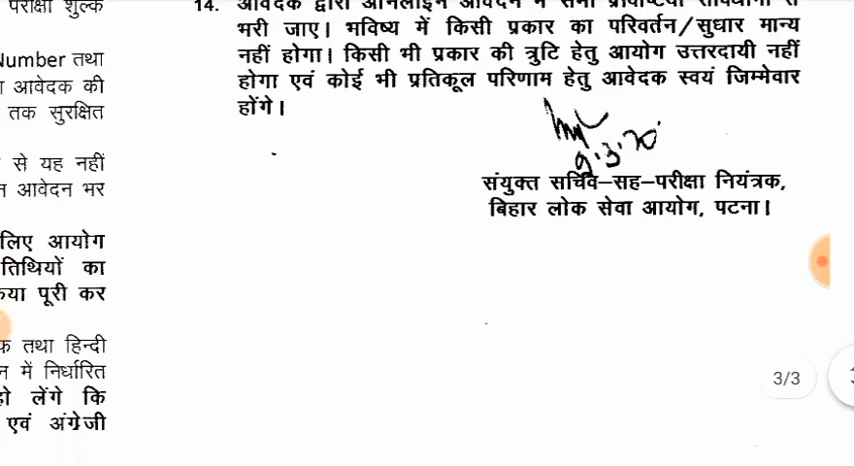 परीक्षा शुल्क
Number तथा
आवेदक की
तक सुरक्षित
से यह नहीं
आवेदन भर
लिए आयोग
तिथियों का
पूरी कर
तथा हिन्दी
में निर्धारित
लेंगे कि
एवं अंग्रेजी
14. आवेदक द्वारा ऑनलाइन आवेदन में सभी प्रविष्टियाँ सावधानी से
भरी जाए। भविष्य में किसी प्रकार का परिवर्तन/सुधार मान्य
नहीं होगा। किसी भी प्रकार की त्रुटि हेतु आयोग उत्तरदायी नहीं
होगा एवं कोई भी प्रतिकूल परिणाम हेतु आवेदक स्वयं जिम्मेवार
होंगे।
9.3.20
संयुक्त सचिव–सह–परीक्षा नियंत्रक,
बिहार लोक सेवा आयोग, पटना।
3/3